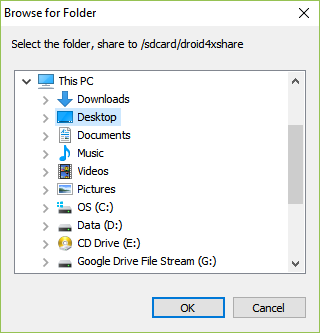 Browse for Folder
Select the folder, share to /sdcard/droid4xshare
This PC
Downloads
Desktop
Documents
Music
Videos
Pictures
OS (C:)
Data (D:)
CD Drive (E:)
Google Drive File Stream (G:)
OK
Cancel